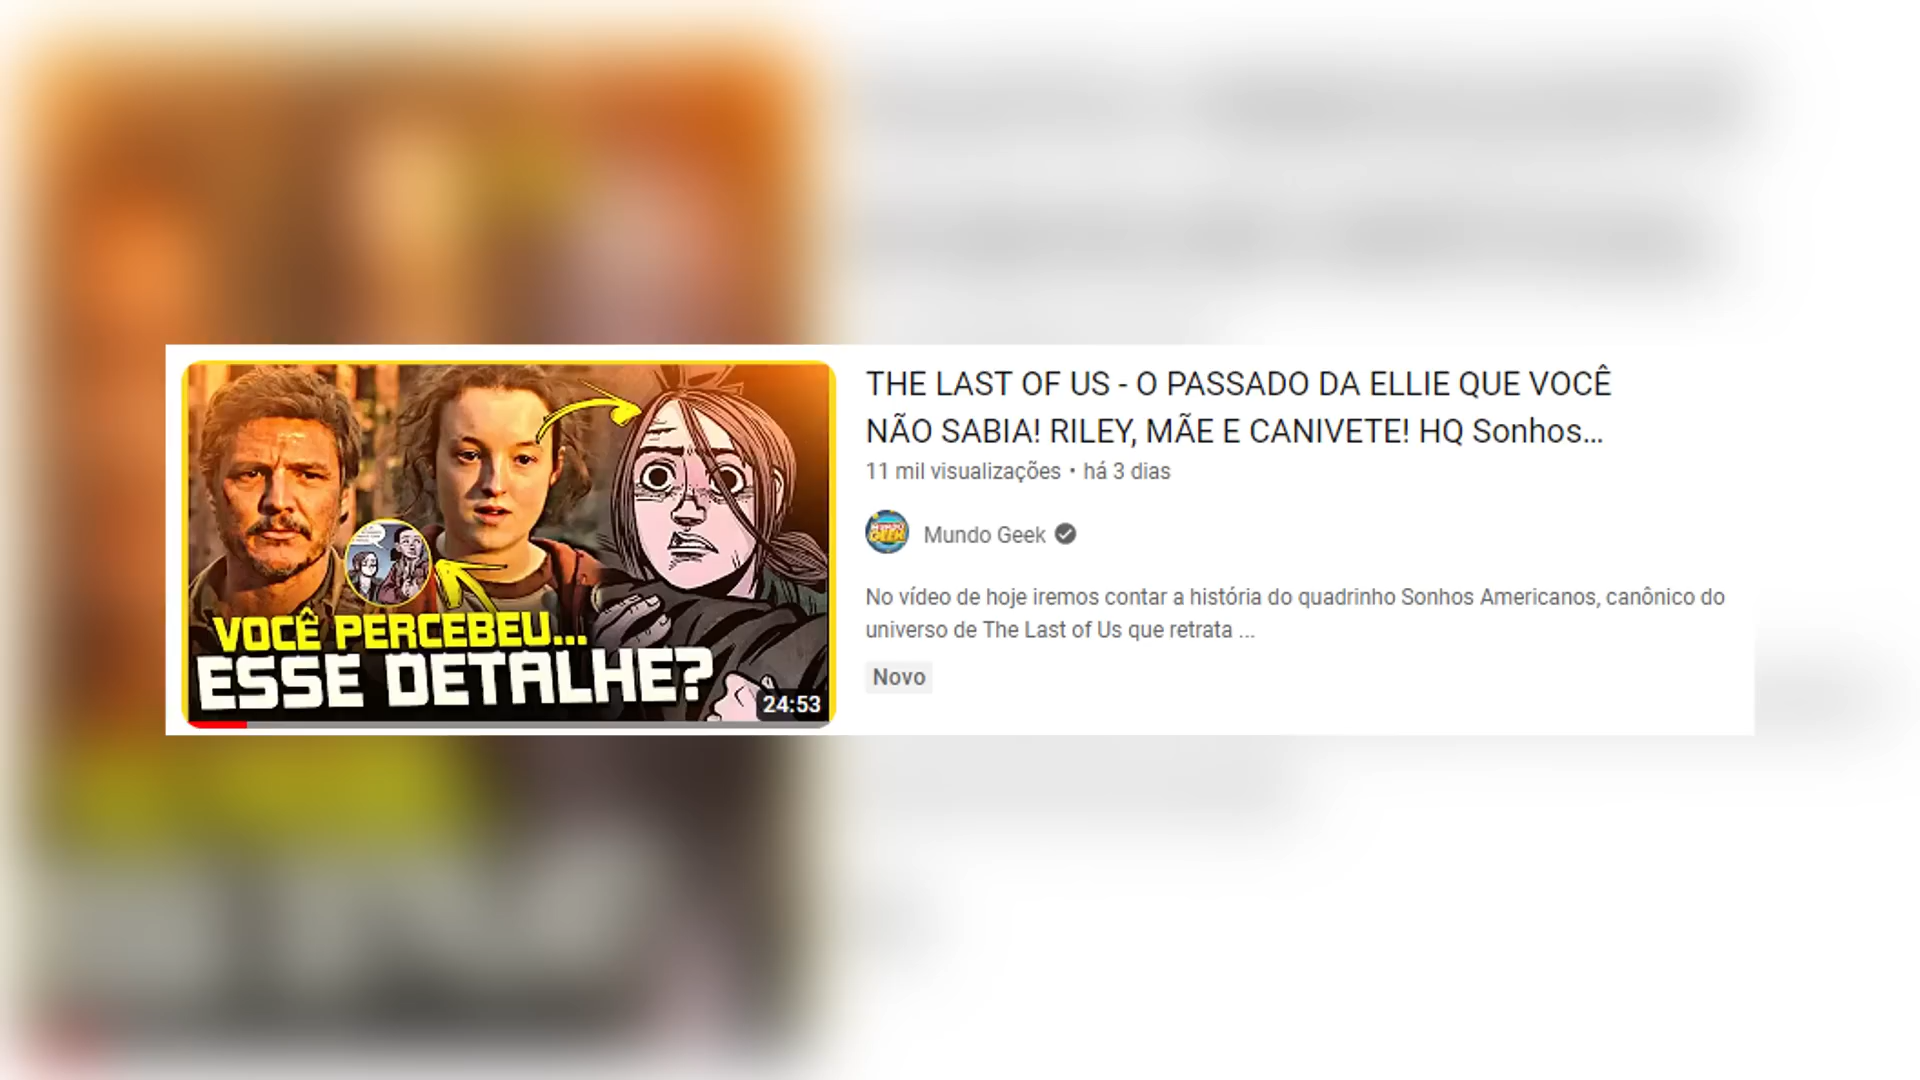 VOCÊ PERCEBEU...
ESSE DETALHE?
24:53
THE LAST OF US - O PASSADO DA ELLIE QUE VOCÊ
NÃO SABIA! RILEY, MÃE E CANIVETE! HQ Sonhos...
11 mil visualizações • há 3 dias
MUNDO
GEEK
Mundo Geek
No vídeo de hoje iremos contar a história do quadrinho Sonhos Americanos, canônico do
universo de The Last of Us que retrata ...
Novo